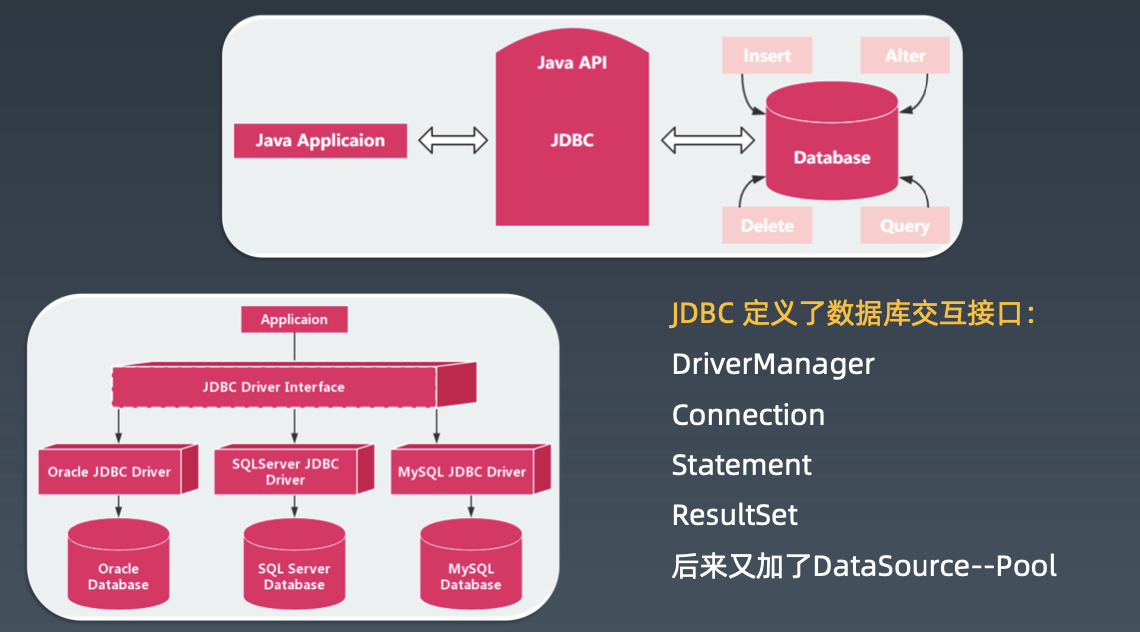 Java API
Insert
Alter
Java Applicaion
JDBC
Database
Delete
Query
Applicaion
JDBC Driver Interface
Oracle JDBC Driver
SQLServer JDBC
Driver
MySQL JDBC Driver
Oracle
Database
SQL Server
Database
MySQL
Database
JDBC 定义了数据库交互接口：
DriverManager
Connection
Statement
ResultSet
后来又加了DataSource--Pool